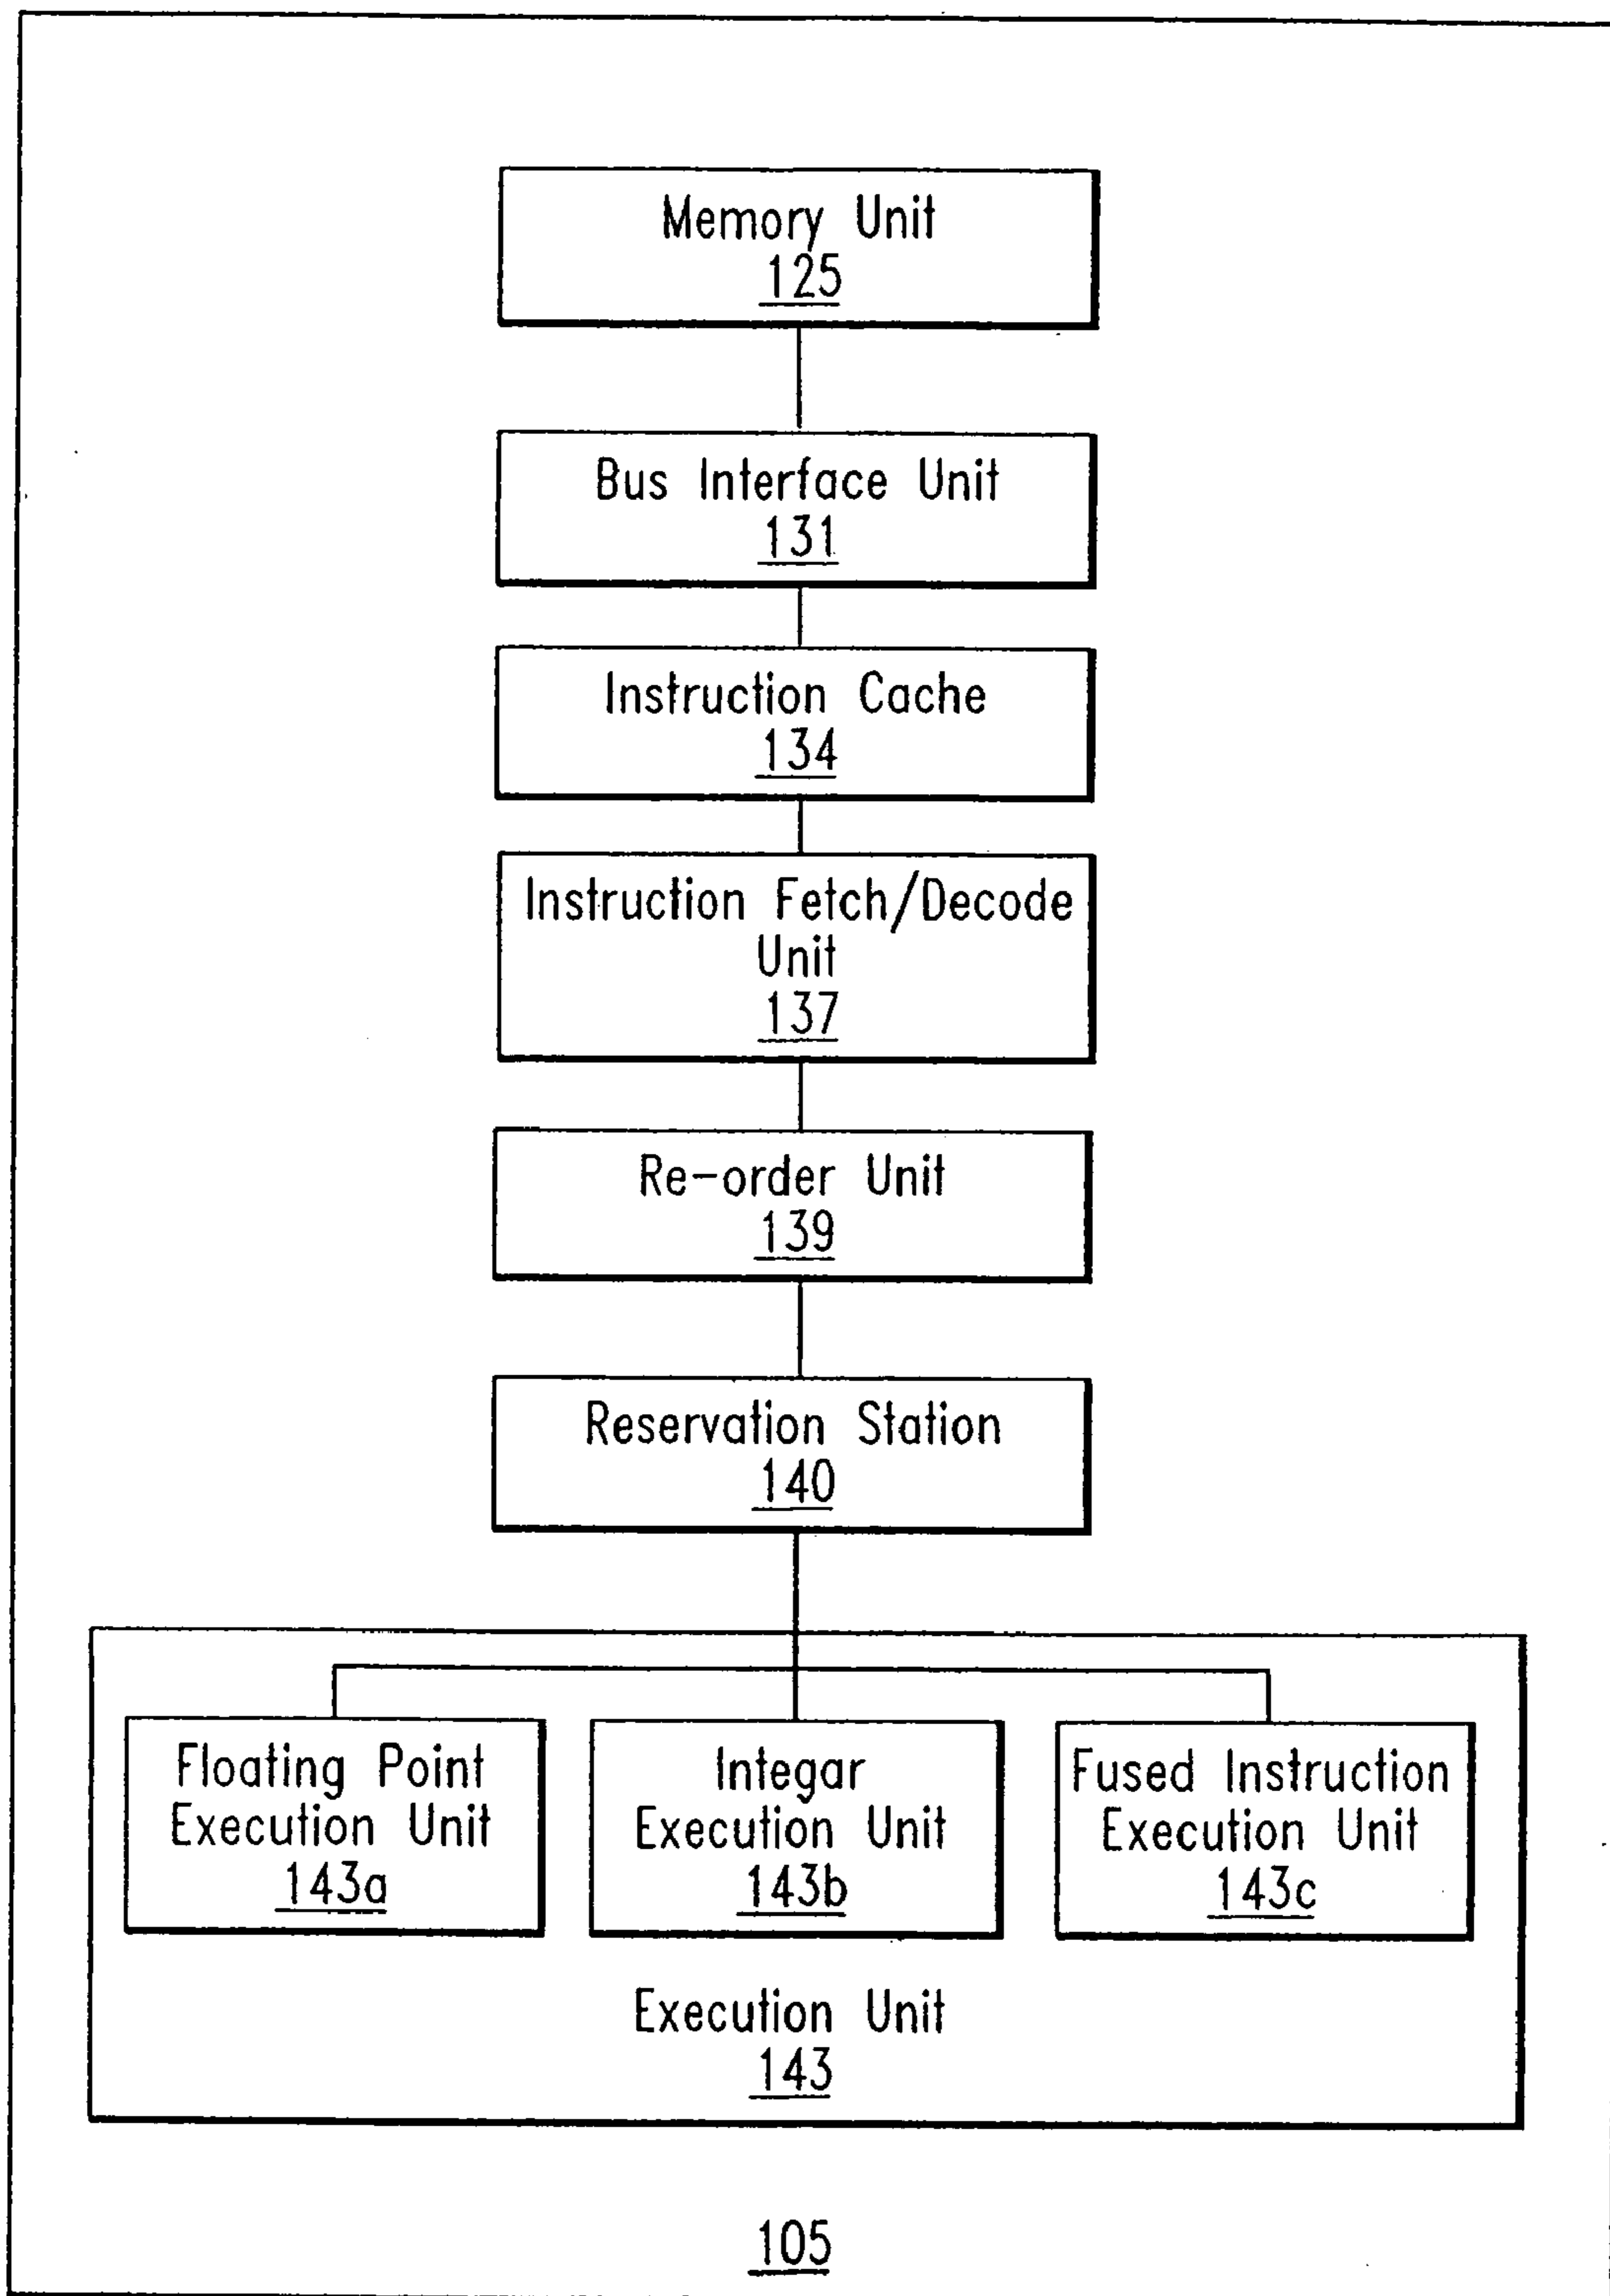 Memory Unit
125
Bus Interface Unit
131
Instruction Cache
134
Instruction Fetch/Decode
Unit
137
Re-order Unit
139
Reservation Station
140
Floating Point
Execution Unit
143a
Integar
Execution Unit
143b
Fused Instruction
Execution Unit
143c
Execution Unit
143
105